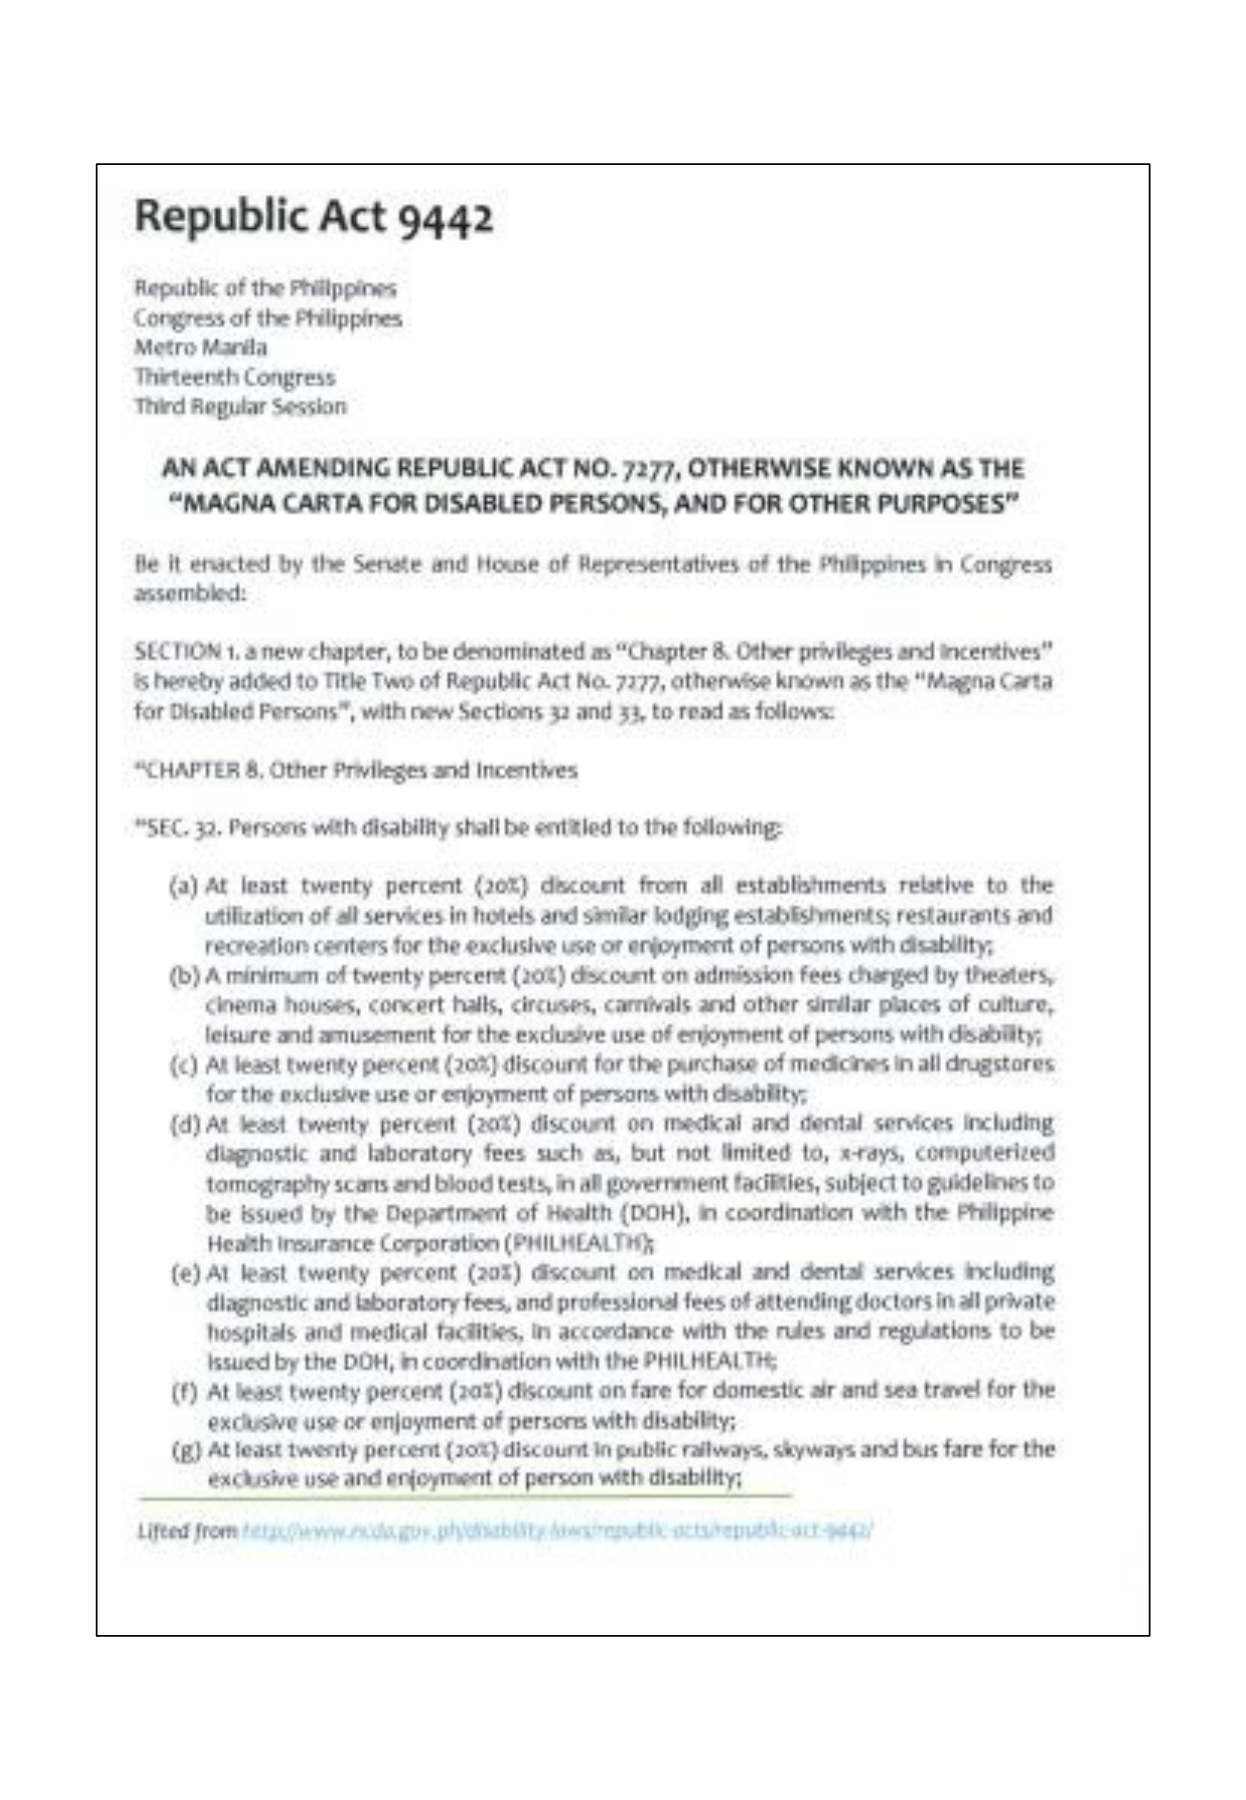 Republic Act 9442
Republic of the Philippines
Congress of the Philippines
Metro Manila
Thirteenth Congress
Third Regular Session
AN ACT AMENDING REPUBLIC ACT NO. 7277, OTHERWISE KNOWN AS THE
“MAGNA CARTA FOR DISABLED PERSONS, AND FOR OTHER PURPOSES”
Be it enacted by the Senate and House of Representatives of the Philippines in Congress
assembled:
SECTION 1. a new chapter, to be denominated as “Chapter 8. Other privileges and Incentives”
is hereby added to Title Two of Republic Act No. 7277, otherwise known as the “Magna Carta
for Disabled Persons”, with new Sections 32 and 33, to read as follows:
“CHAPTER 8. Other Privileges and Incentives
“SEC. 32. Persons with disability shall be entitled to the following:
(a) At least twenty percent (20%) discount from all establishments relative to the
utilization of all services in hotels and similar lodging establishments; restaurants and
recreation centers for the exclusive use or enjoyment of persons with disability;
(b) A minimum of twenty percent (20%) discount on admission fees charged by theaters,
cinema houses, concert halls, circuses, carnivals and other similar places of culture,
leisure and amusement for the exclusive use of enjoyment of persons with disability;
(c) At least twenty percent (20%) discount for the purchase of medicines in all drugstores
for the exclusive use or enjoyment of persons with disability;
(d) At least twenty percent (20%) discount on medical and dental services including
diagnostic and laboratory fees such as, but not limited to, x-rays, computerized
tomography scans and blood tests, in all government facilities, subject to guidelines to
be issued by the Department of Health (DOH), in coordination with the Philippine
Health Insurance Corporation (PHILHEALTH);
(e) At least twenty percent (20%) discount on medical and dental services including
diagnostic and laboratory fees, and professional fees of attending doctors in all private
hospitals and medical facilities, in accordance with the rules and regulations to be
issued by the DOH, in coordination with the PHILHEALTH;
(f) At least twenty percent (20%) discount on fare for domestic air and sea travel for the
exclusive use or enjoyment of persons with disability;
(g) At least twenty percent (20%) discount in public railways, skyways and bus fare for the
exclusive use and enjoyment of person with disability;
Lifted from http://www.ncda.gov.ph/disability-laws/republic-acts/republic-act-9442/